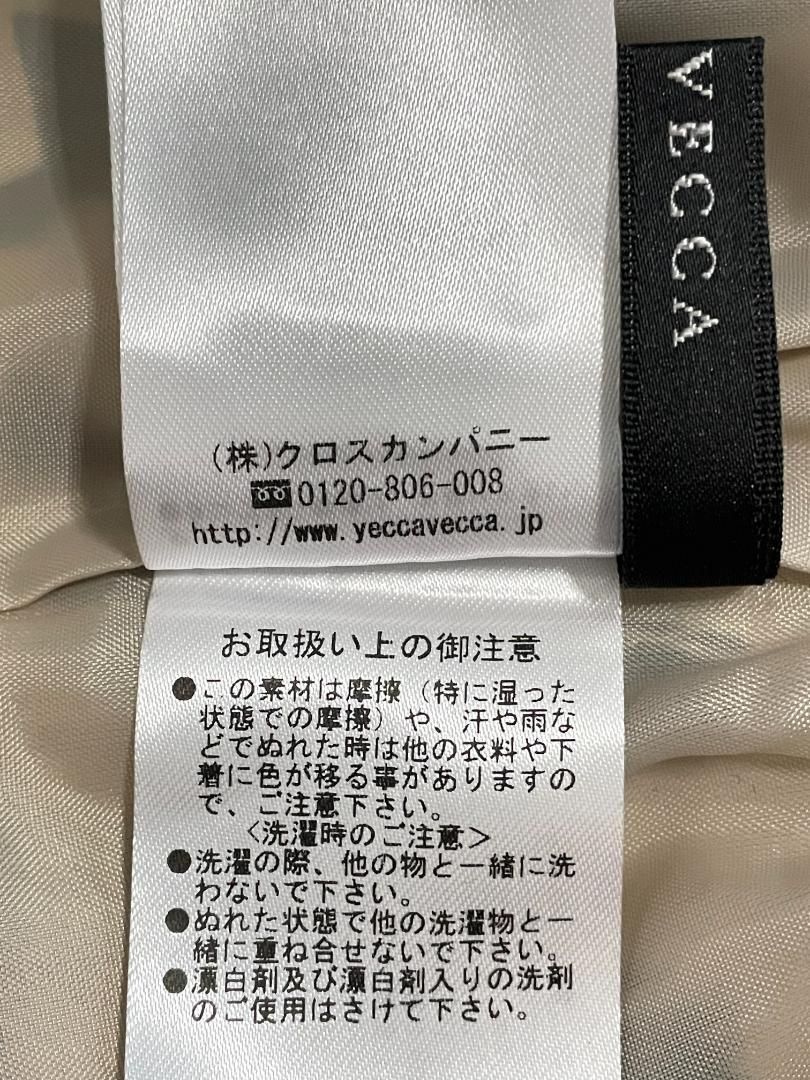 VECCA
(株)クロスカンパニー
0120-806-008
http://www.yeccavecca.jp
お取扱い上の御注意
●この素材は摩擦(特に湿った
状態での摩擦)や、汗や雨な
どでぬれた時は他の衣料や下
着に色が移る事がありますの
で、ご注意下さい。
<洗濯時のご注意>
●洗濯の際、他の物と一緒に洗
わないで下さい。
●ぬれた状態で他の洗濯物と一
緒に重ね合せないで下さい。
●漂白剤及び漂白剤入りの洗剤
のご使用はさけて下さい。